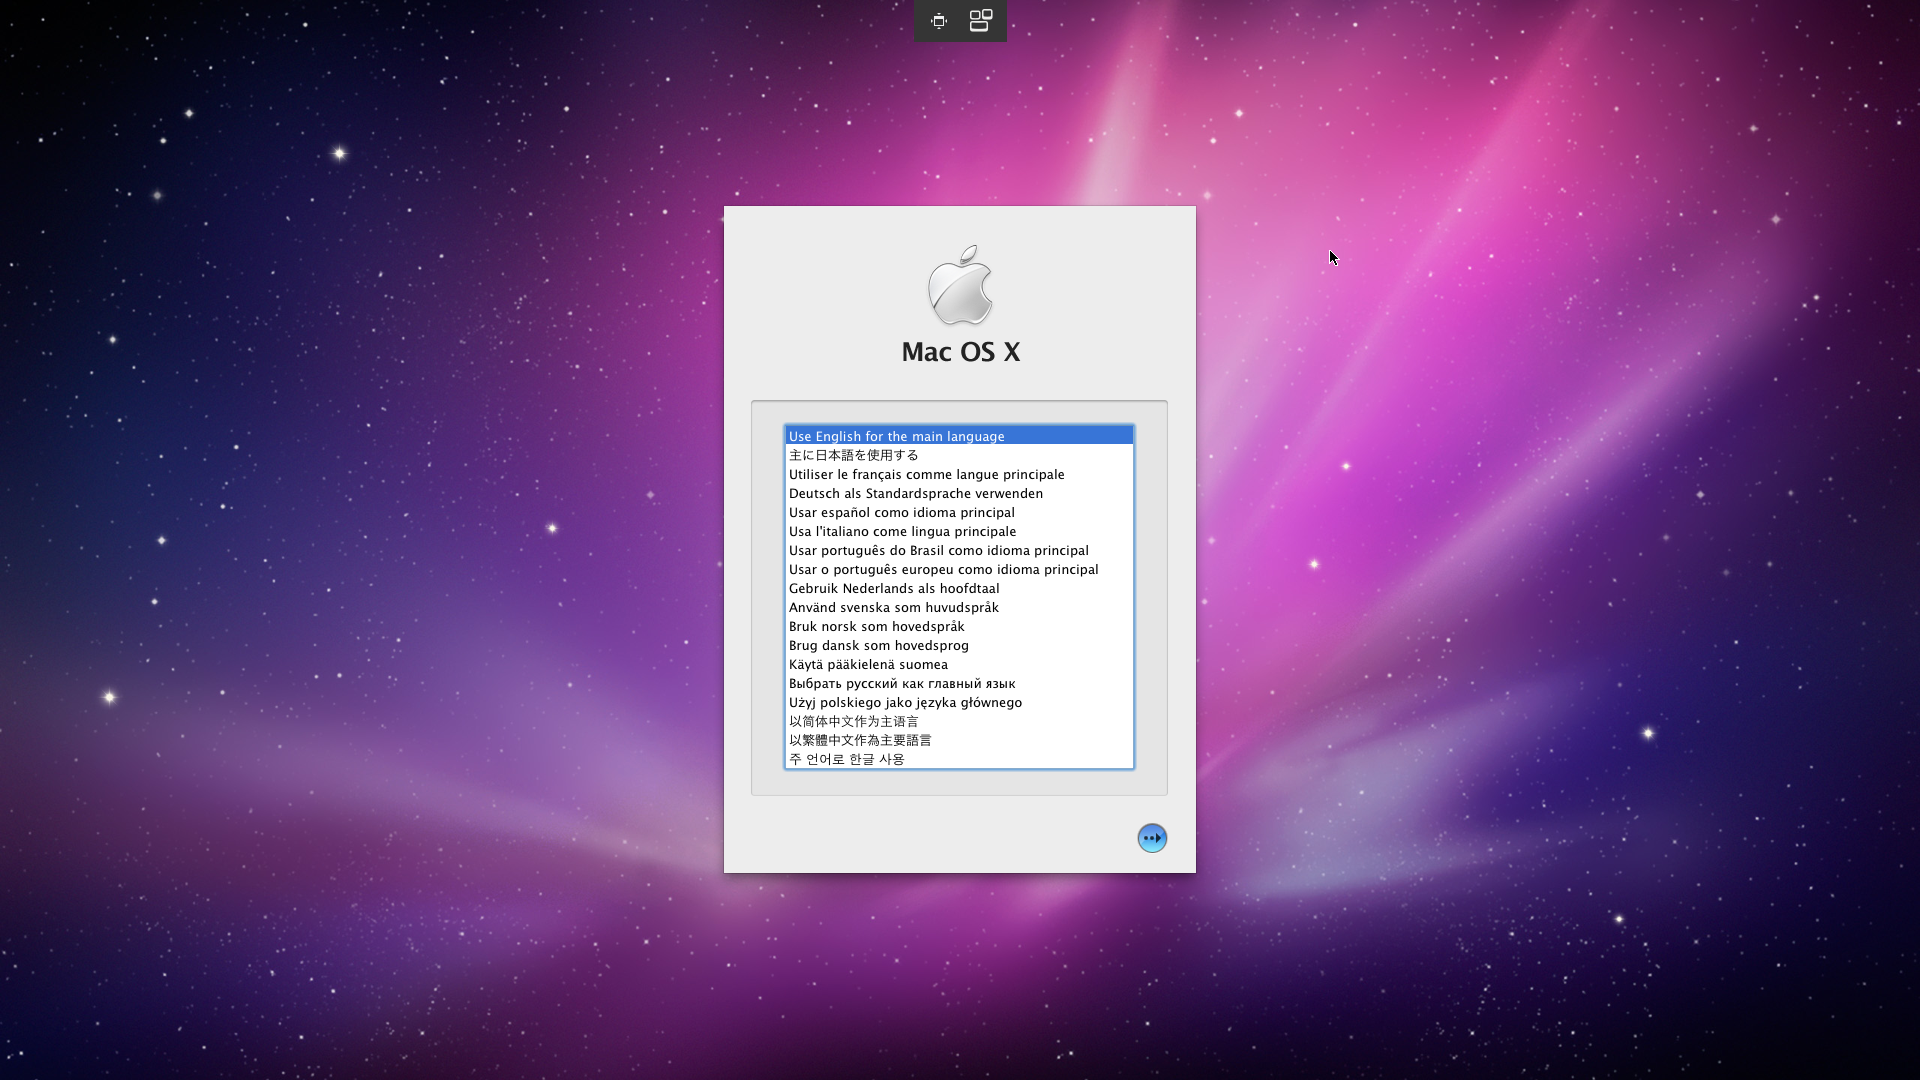 Mac OS X
Use English for the main language
主に日本語を使用する
Utiliser le français comme langue principale
Deutsch als Standardsprache verwenden
Usar español como idioma principal
Usa l'italiano come lingua principale
Usar português do Brasil como idioma principal
Usar o português europeu como idioma principal
Gebruik Nederlands als hoofdtaal
Använd svenska som huvudspråk
Bruk norsk som hovedspråk
Brug dansk som hovedsprog
Käytä pääkielenä suomea
Выбрать русский как главный язык
Użyj polskiego jako języka głównego
以简体中文作为主语言
以繁體中文作為主要語言
주 언어로 한글 사용